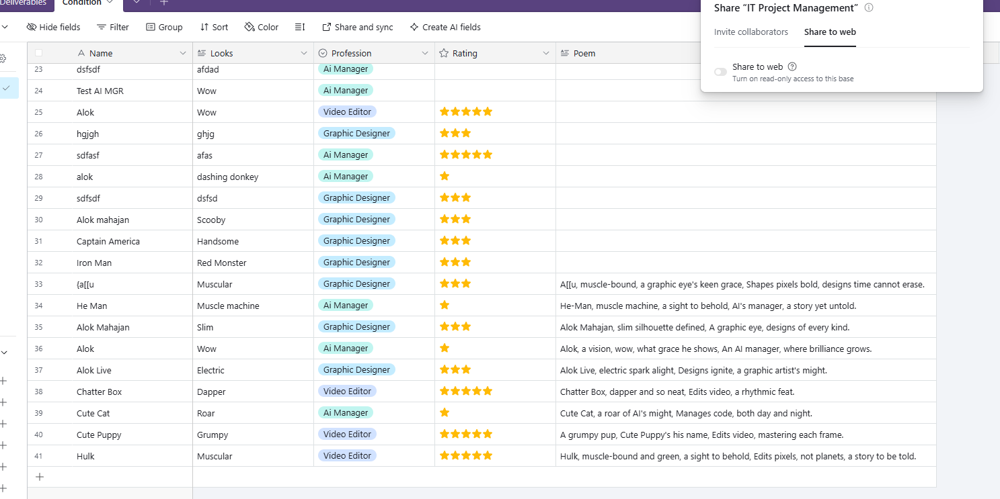 Deliverables Condition
Share “IT Project Management”
Hide fields Filter Group Sort Color Share and sync Create AI fields
Invite collaborators Share to web
Name Looks Profession Rating Poem
Share to web
Turn on read-only access to this base
23 dsfsdf afdad Ai Manager
24 Test AI MGR Wow Ai Manager
25 Alok Wow Video Editor
26 hgjgh ghjg Graphic Designer
27 sdfasf afas Ai Manager
28 alok dashing donkey Ai Manager
29 sdfsdf dsfsd Graphic Designer
30 Alok mahajan Scooby Graphic Designer
31 Captain America Handsome Graphic Designer
32 Iron Man Red Monster Graphic Designer
33 {a[[u Muscular Graphic Designer A[[u, muscle-bound, a graphic eye's keen grace, Shapes pixels bold, designs time cannot erase.
34 He Man Muscle machine Ai Manager He-Man, muscle machine, a sight to behold, AI's manager, a story yet untold.
35 Alok Mahajan Slim Graphic Designer Alok Mahajan, slim silhouette defined, A graphic eye, designs of every kind.
36 Alok Wow Ai Manager Alok, a vision, wow, what grace he shows, An AI manager, where brilliance grows.
37 Alok Live Electric Graphic Designer Alok Live, electric spark alight, Designs ignite, a graphic artist's might.
38 Chatter Box Dapper Video Editor Chatter Box, dapper and so neat, Edits video, a rhythmic feat.
39 Cute Cat Roar Ai Manager Cute Cat, a roar of AI's might, Manages code, both day and night.
40 Cute Puppy Grumpy Video Editor A grumpy pup, Cute Puppy's his name, Edits video, mastering each frame.
41 Hulk Muscular Video Editor Hulk, muscle-bound and green, a sight to behold, Edits pixels, not planets, a story to be told.